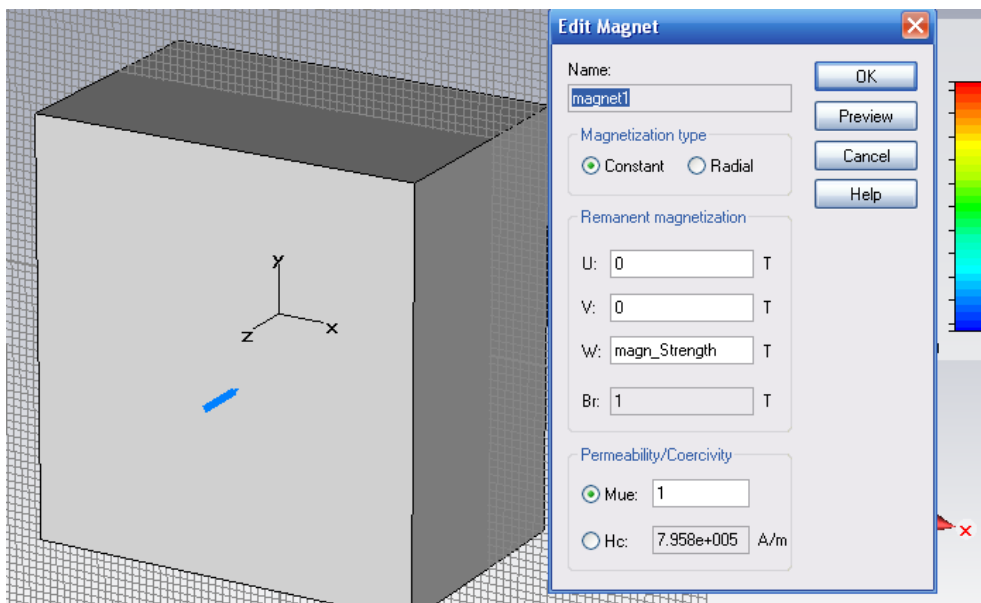 Edit Magnet
Name:
magnet1
OK
Preview
Cancel
Help
Magnetization type
Constant Radial
Remanent magnetization
U: 0 T
V: 0 T
W: magn_Strength T
Br: 1 T
Permeability/Coercivity
Mue: 1
Hc: 7.958e+005 A/m
y
z
x
x